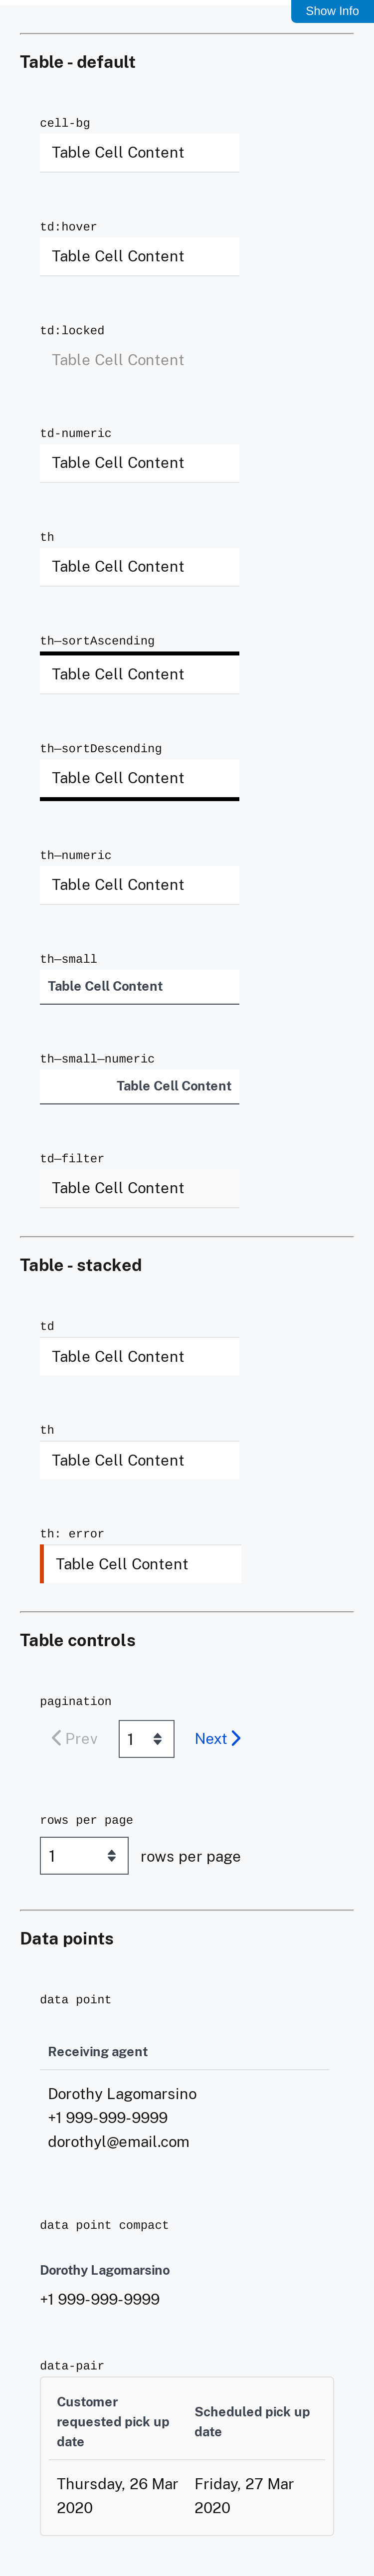 Show Info
Table - default
cell-bg
Table Cell Content
td:hover
Table Cell Content
td:locked
Table Cell Content
td-numeric
Table Cell Content
th
Table Cell Content
th—sortAscending
Table Cell Content
th—sortDescending
Table Cell Content
th—numeric
Table Cell Content
th—small
Table Cell Content
th—small—numeric
Table Cell Content
td—filter
Table Cell Content
Table - stacked
td
Table Cell Content
th
Table Cell Content
th: error
Table Cell Content
Table controls
pagination
Prev 1 Next
rows per page
1 rows per page
Data points
data point
Receiving agent
Dorothy Lagomarsino
+1 999-999-9999
dorothyl@email.com
data point compact
Dorothy Lagomarsino
+1 999-999-9999
data-pair
Customer
requested pick up
date
Scheduled pick up
date
Thursday, 26 Mar
2020
Friday, 27 Mar
2020